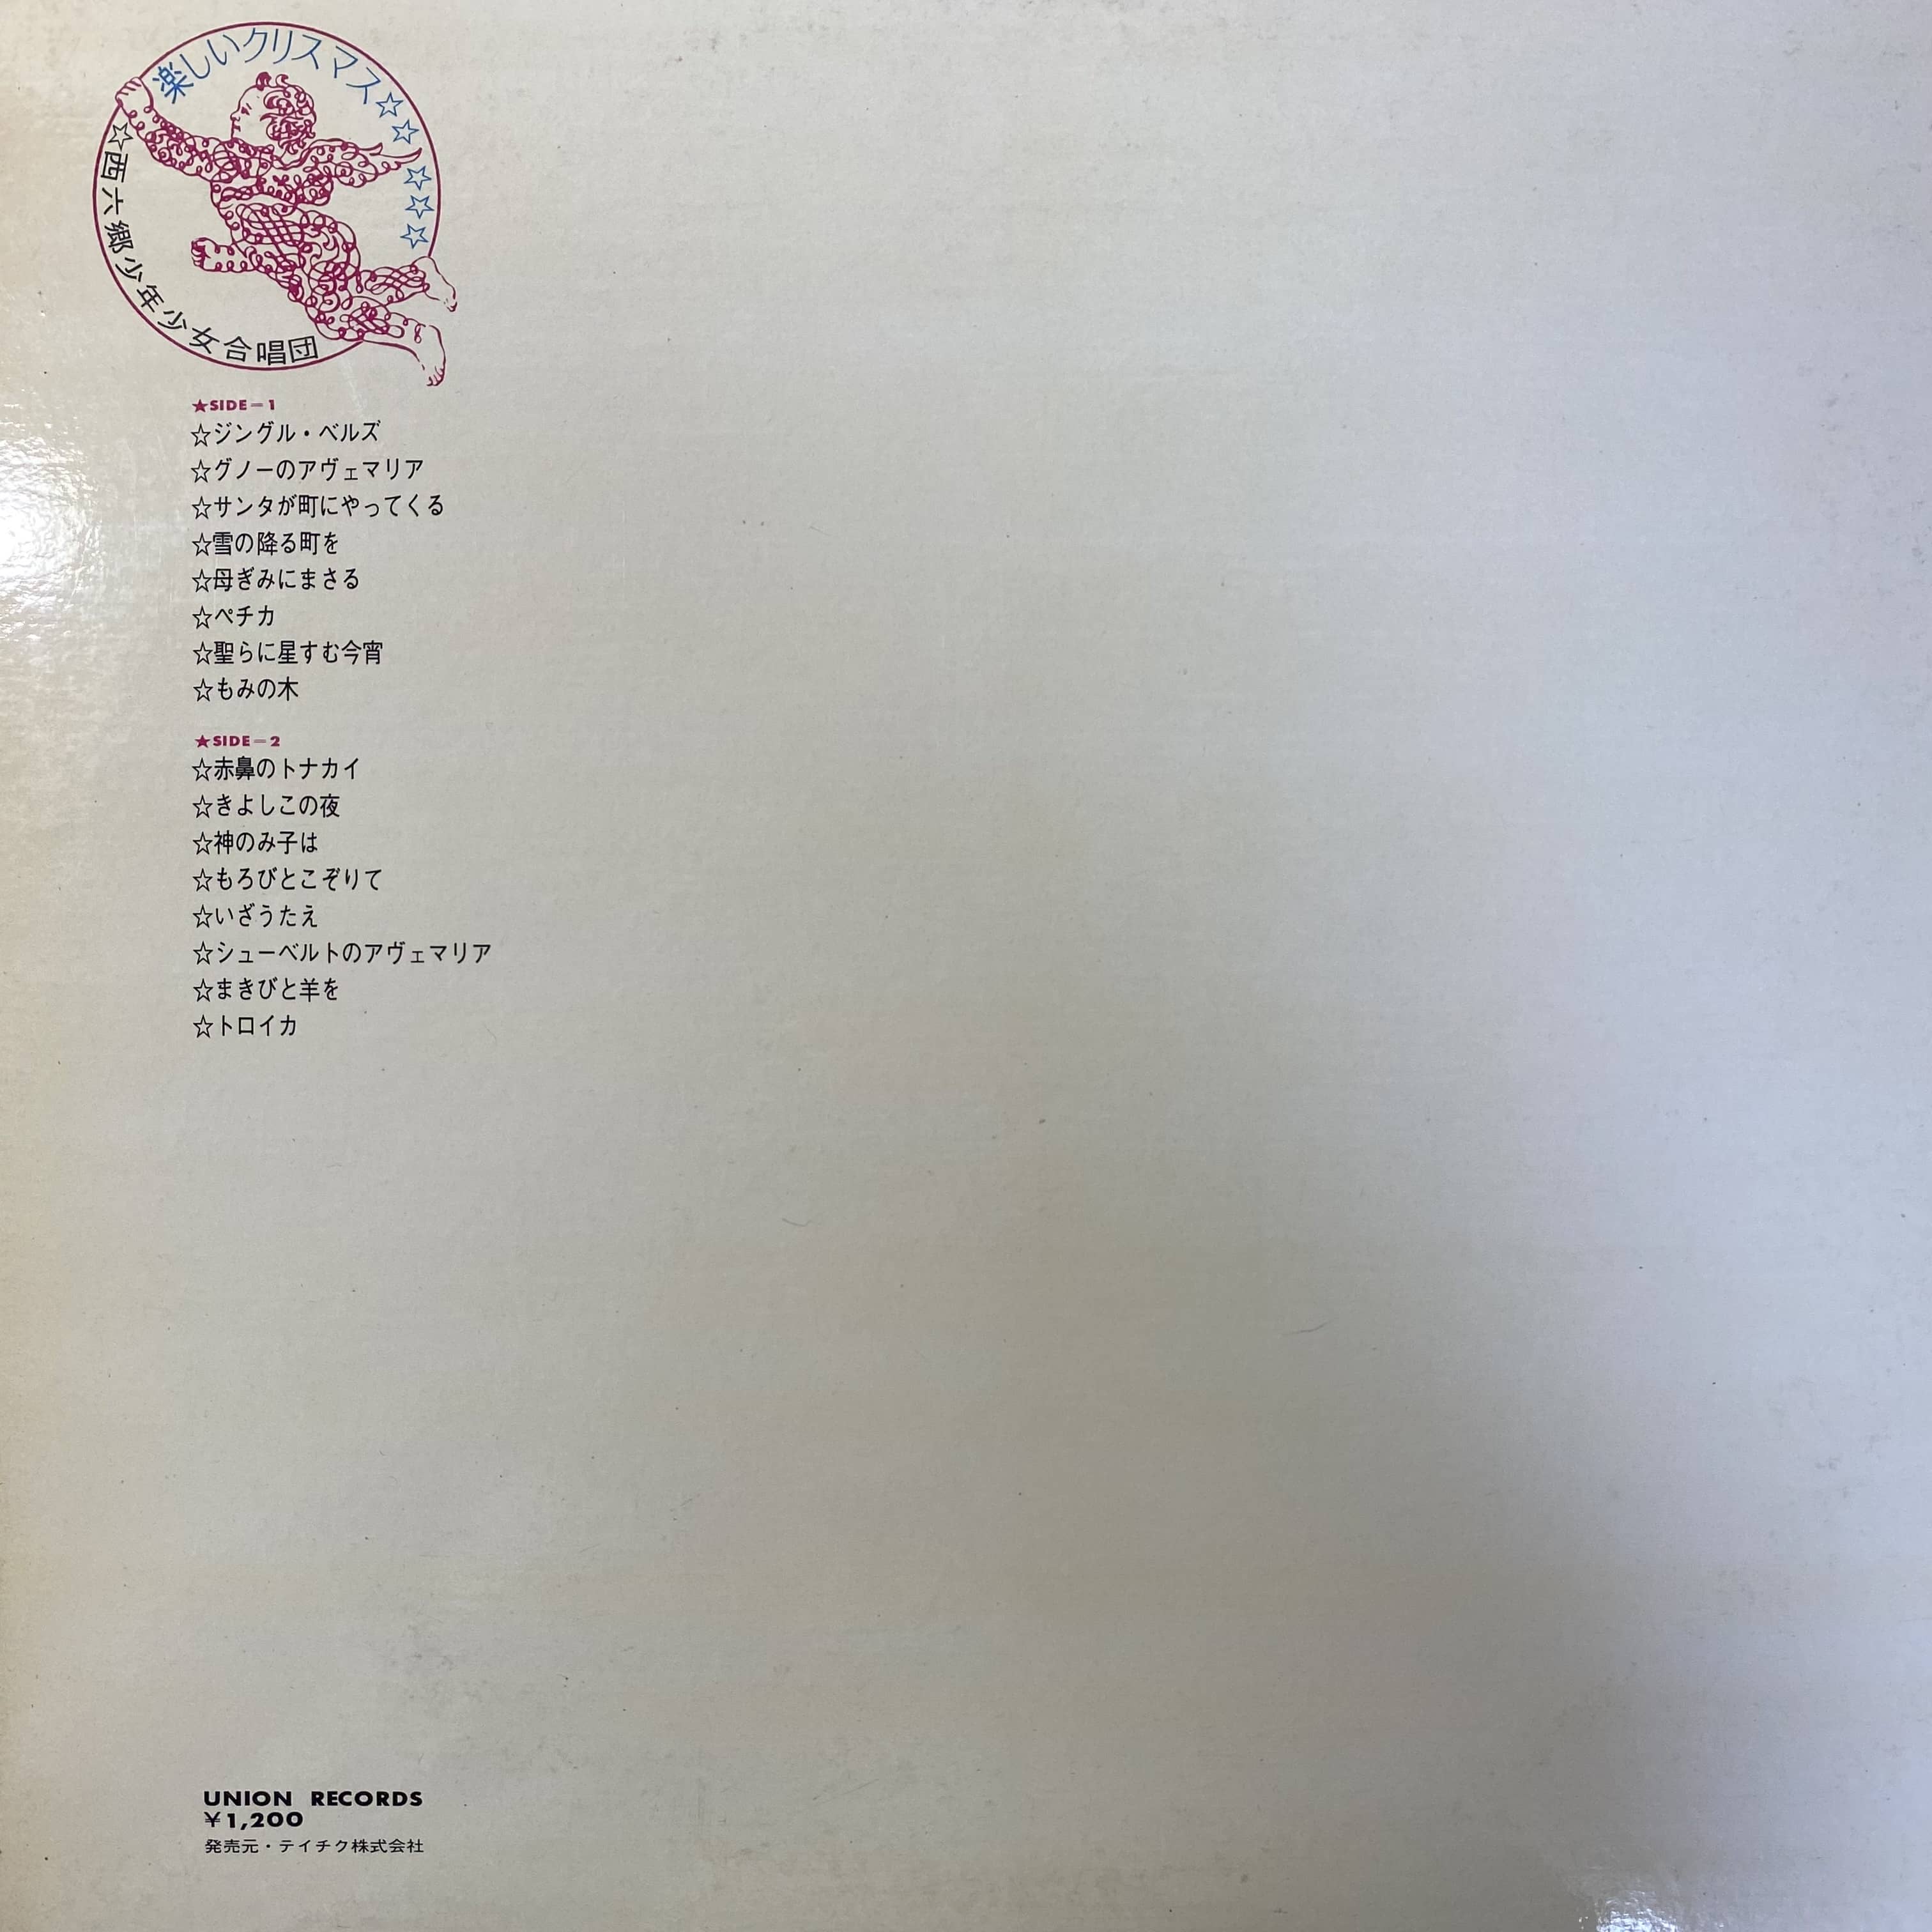 楽しいクリスマス☆☆☆☆☆
☆西六郷少年少女合唱団
★SIDE=1
☆ジングル・ベルズ
☆グノーのアヴェマリア
☆サンタが町にやってくる
☆雪の降る町を
☆母ぎみにまさる
☆ペチカ
☆聖らに星すむ今宵
☆もみの木
★SIDE=2
☆赤鼻のトナカイ
☆きよしこの夜
☆神のみ子は
☆もろびとこぞりて
☆いざうたえ
☆シューベルトのアヴェマリア
☆まきびと羊を
☆トロイカ
UNION RECORDS
¥1,200
発売元・テイチク株式会社